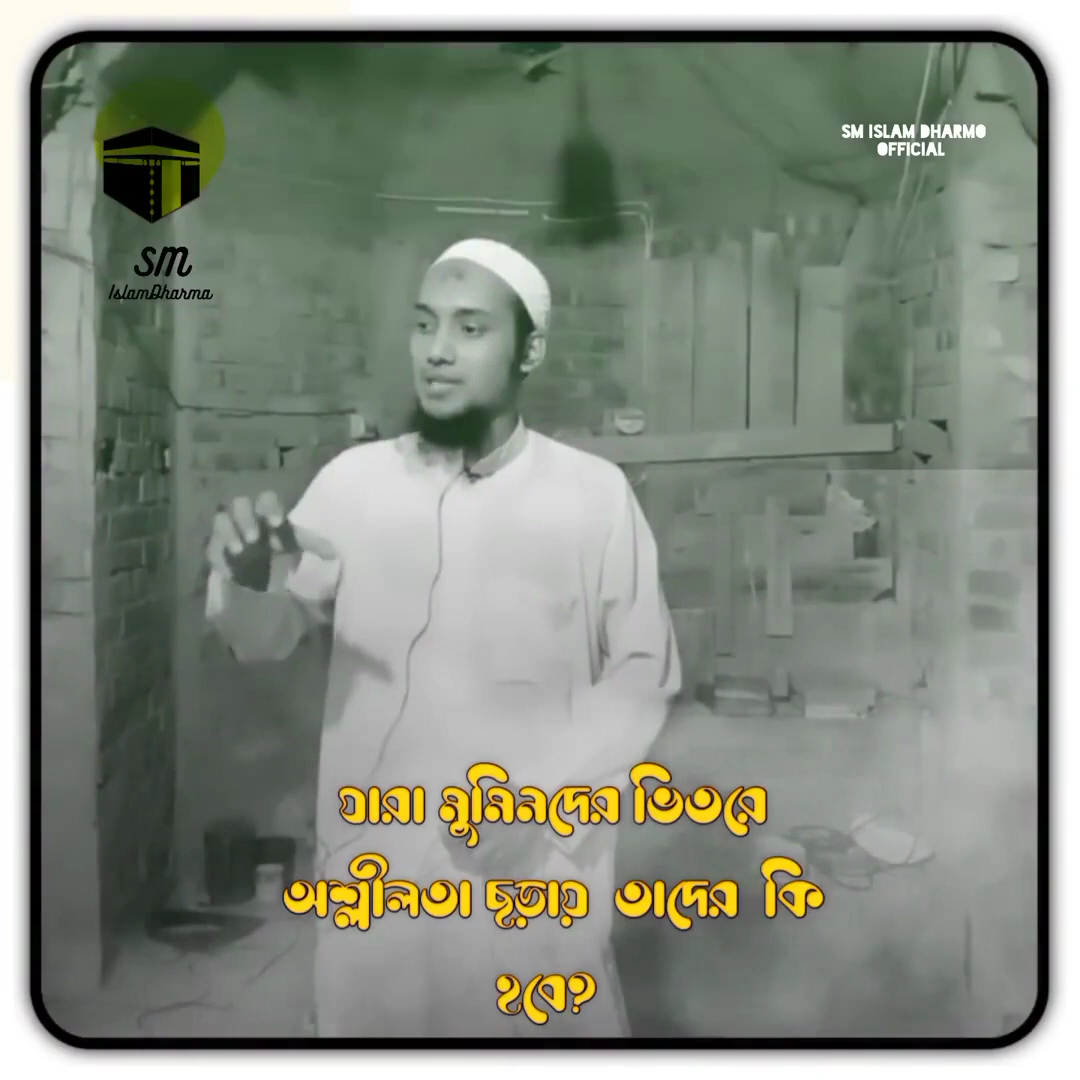 SM ISLAM DHARMO
OFFICIAL
SM
IslamDharma
যারা মুমিনদের ভিতরে
অশ্লীলতা ছড়ায় তাদের কি
হবে?